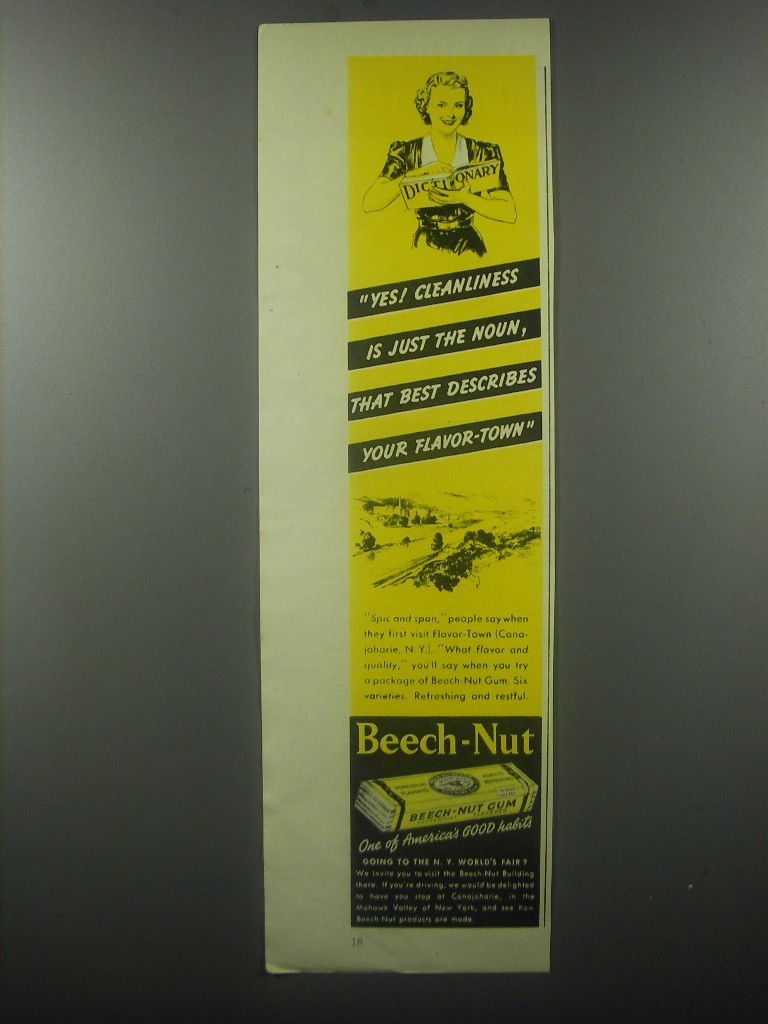 DICTIONARY
"YES! CLEANLINESS
IS JUST THE NOUN,
THAT BEST DESCRIBES
YOUR FLAVOR-TOWN"
"Spic and span," people say when
they first visit Flavor-Town (Cana-
joharie, N. Y.). "What flavor and
quality," you'll say when you try
a package of Beech-Nut Gum. Six
varieties. Refreshing and restful.
Beech-Nut
BEECH-NUT GUM
One of America's GOOD habits
GOING TO THE N. Y. WORLD'S FAIR?
We invite you to visit the Beech-Nut Building
there. If you're driving, we would be delighted
to have you stop at Canajoharie, in the
Mohawk Valley of New York, and see how
Beech-Nut products are made.
18